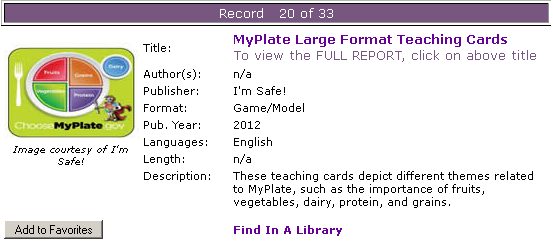 Record 20 of 33
Title: MyPlate Large Format Teaching Cards
To view the FULL REPORT, click on above title
Fruits
Grains
Dairy
Vegetables
Protein
ChooseMyPlate.gov
Image courtesy of I'm
Safe!
Author(s): n/a
Publisher: I'm Safe!
Format: Game/Model
Pub. Year: 2012
Languages: English
Length: n/a
Description: These teaching cards depict different themes related
to MyPlate, such as the importance of fruits,
vegetables, dairy, protein, and grains.
Add to Favorites
Find In A Library